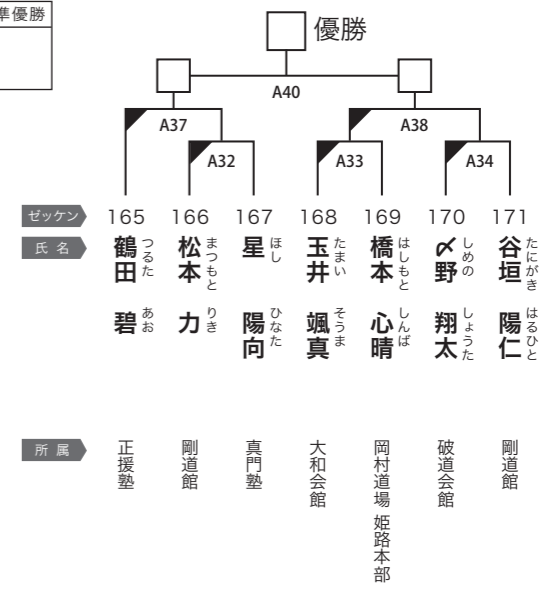 準優勝
優勝
A40
A37
A38
A32
A33
A34
ゼッケン
165
166
167
168
169
170
171
氏名
鶴田 碧
つるた あお
松本 力
まつもと りき
星 陽向
ほし ひなた
玉井 颯真
たまい そうま
橋本 心晴
はしもと しんば
〆野 翔太
しめの しょうた
谷垣 陽仁
たにがき はるひと
所属
正援塾
剛道館
真門塾
大和会館
岡村道場 姫路本部
破道会館
剛道館